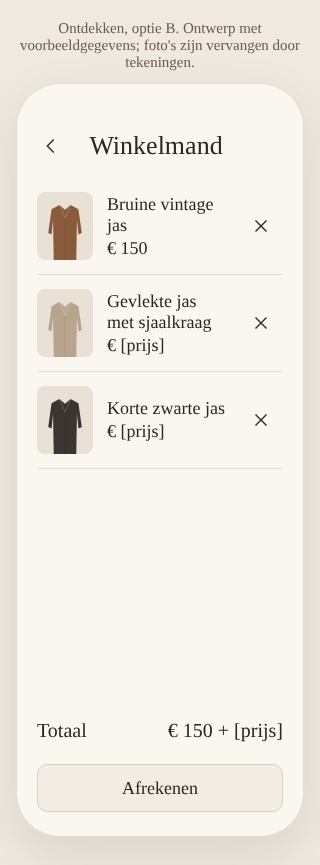 Ontdekken, optie B. Ontwerp met
voorbeeldgegevens; foto's zijn vervangen door
tekeningen.
Winkelmand
Bruine vintage
jas
€ 150
Gevlekte jas
met sjaalkraag
€ [prijs]
Korte zwarte jas
€ [prijs]
Totaal € 150 + [prijs]
Afrekenen